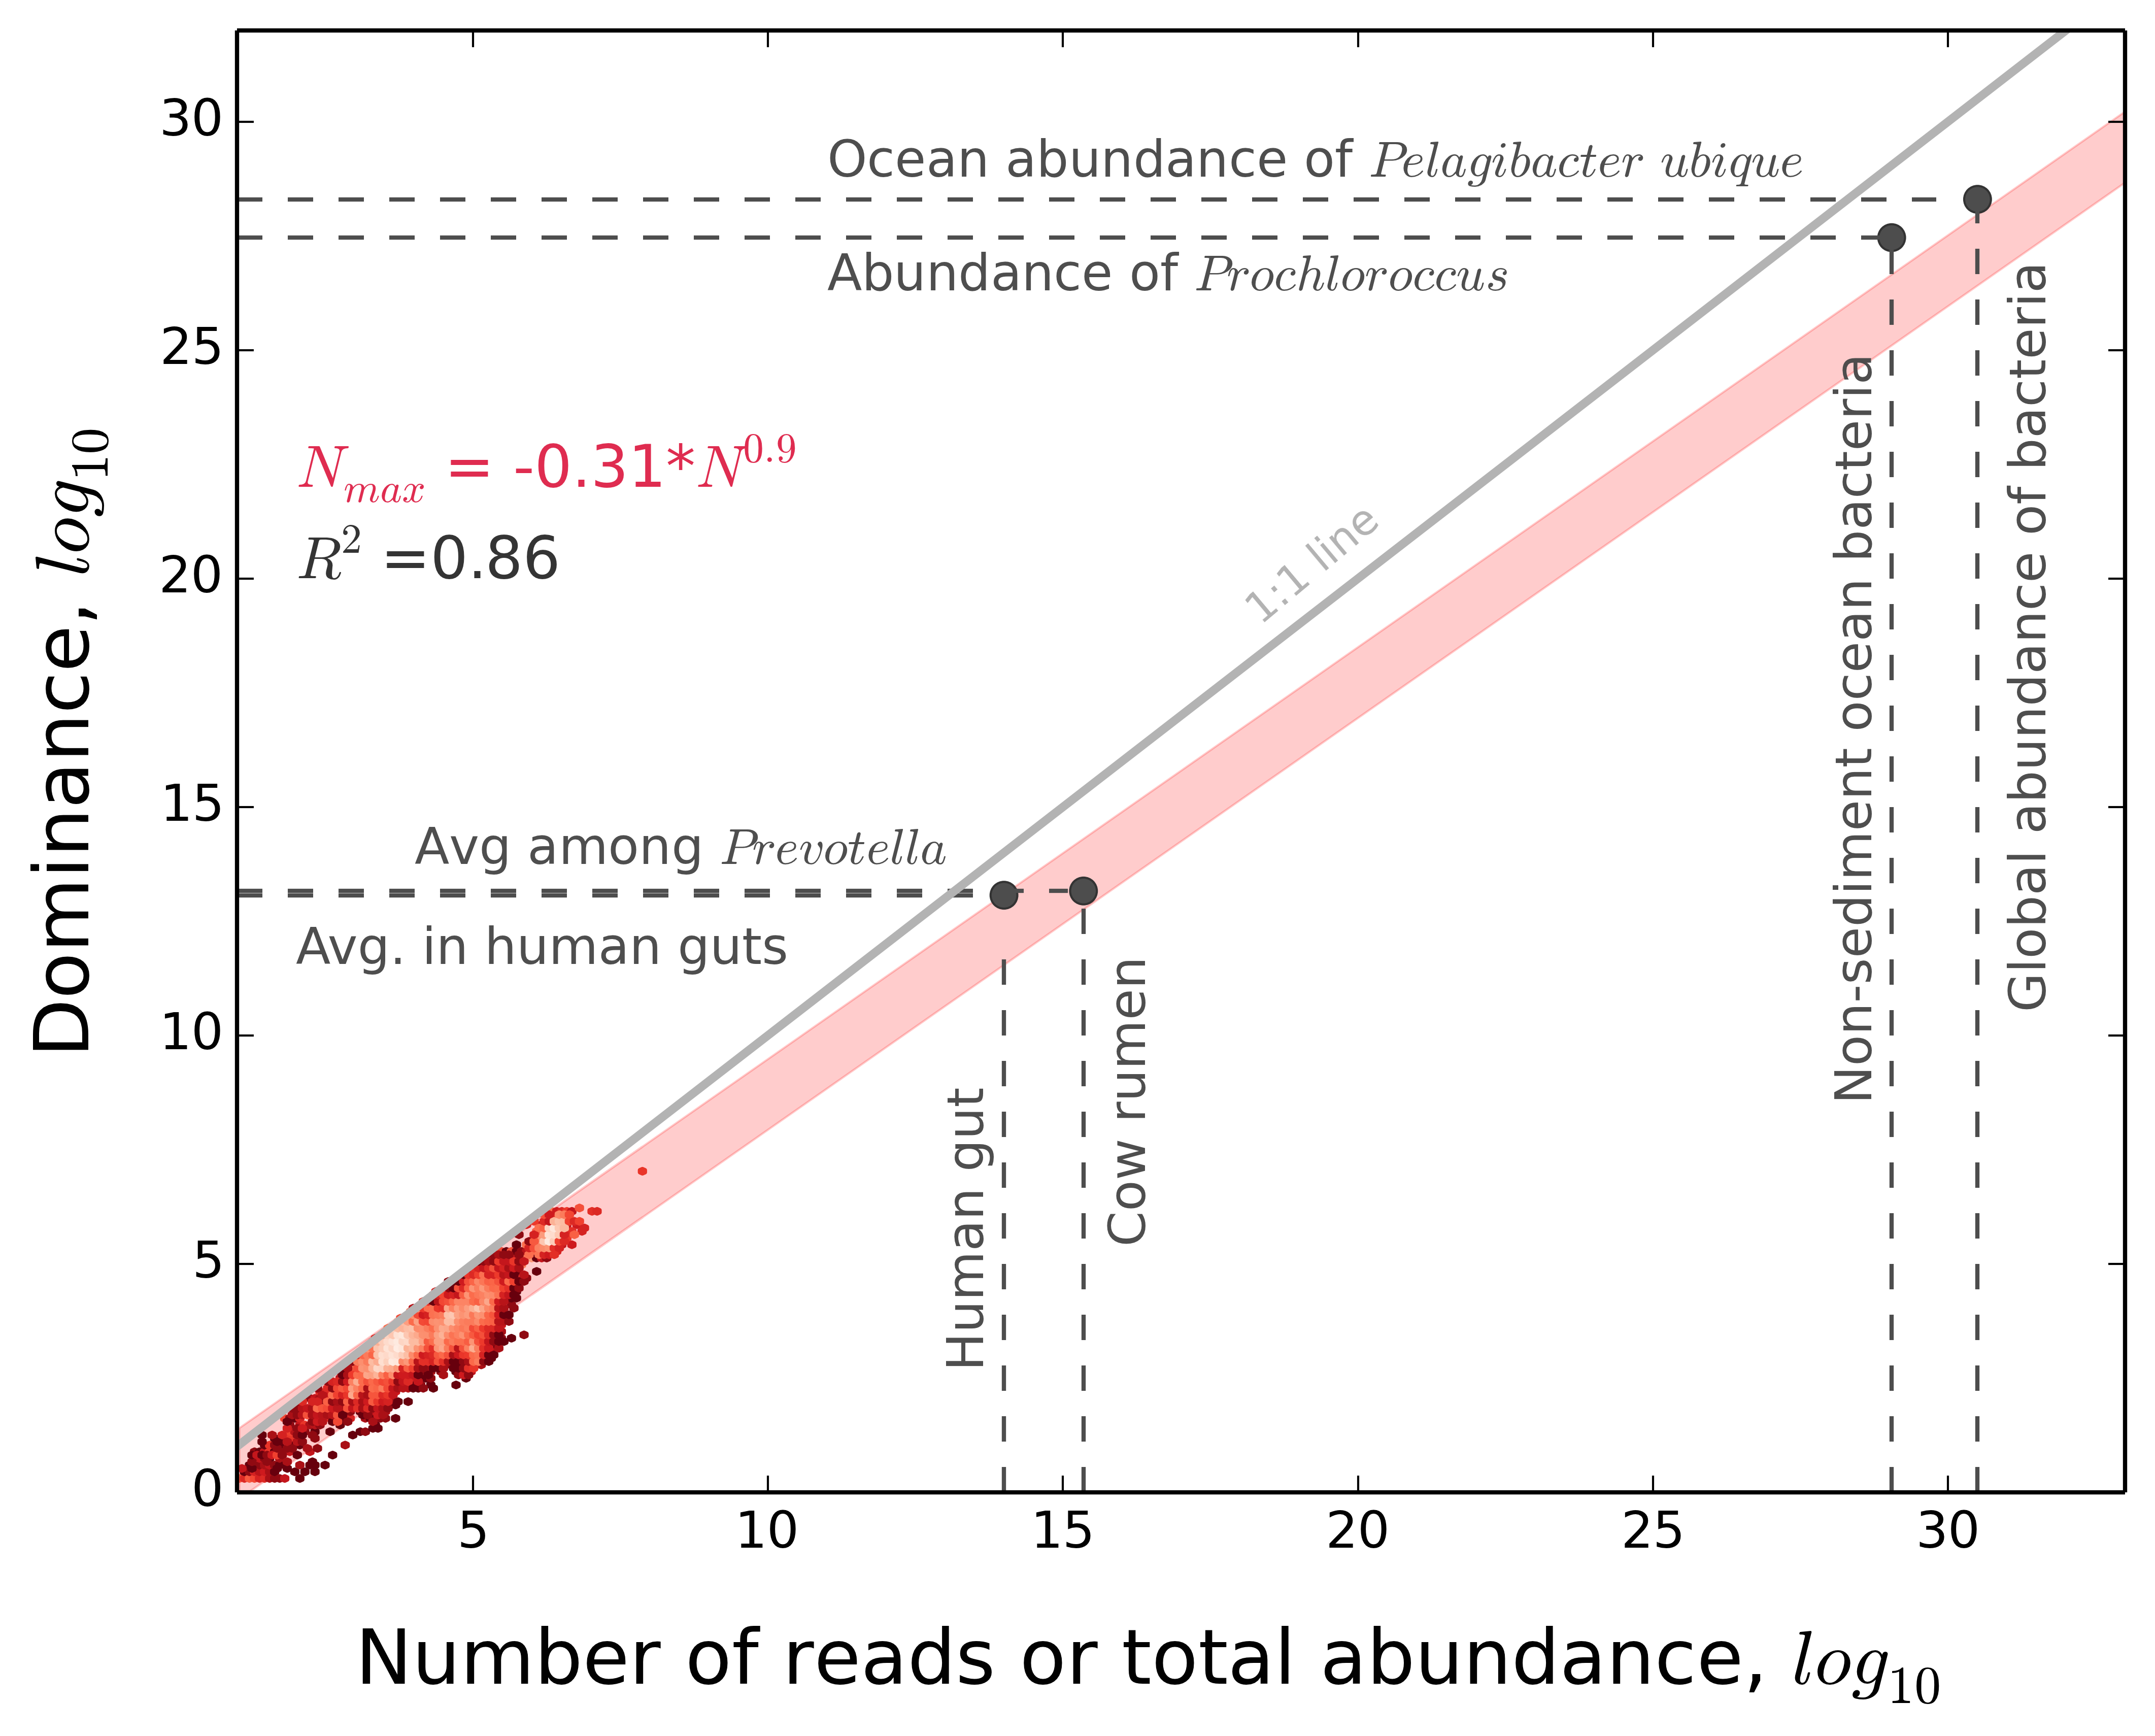 30
25
20
15
10
5
0
Dominance, log10
Ocean abundance of Pelagibacter ubique
Abundance of Prochloroccus
Nmax = -0.31*N^0.9
R^2 =0.86
1:1 line
Avg among Prevotella
Avg. in human guts
Human gut
Cow rumen
Non-sediment ocean bacteria
Global abundance of bacteria
5 10 15 20 25 30
Number of reads or total abundance, log10